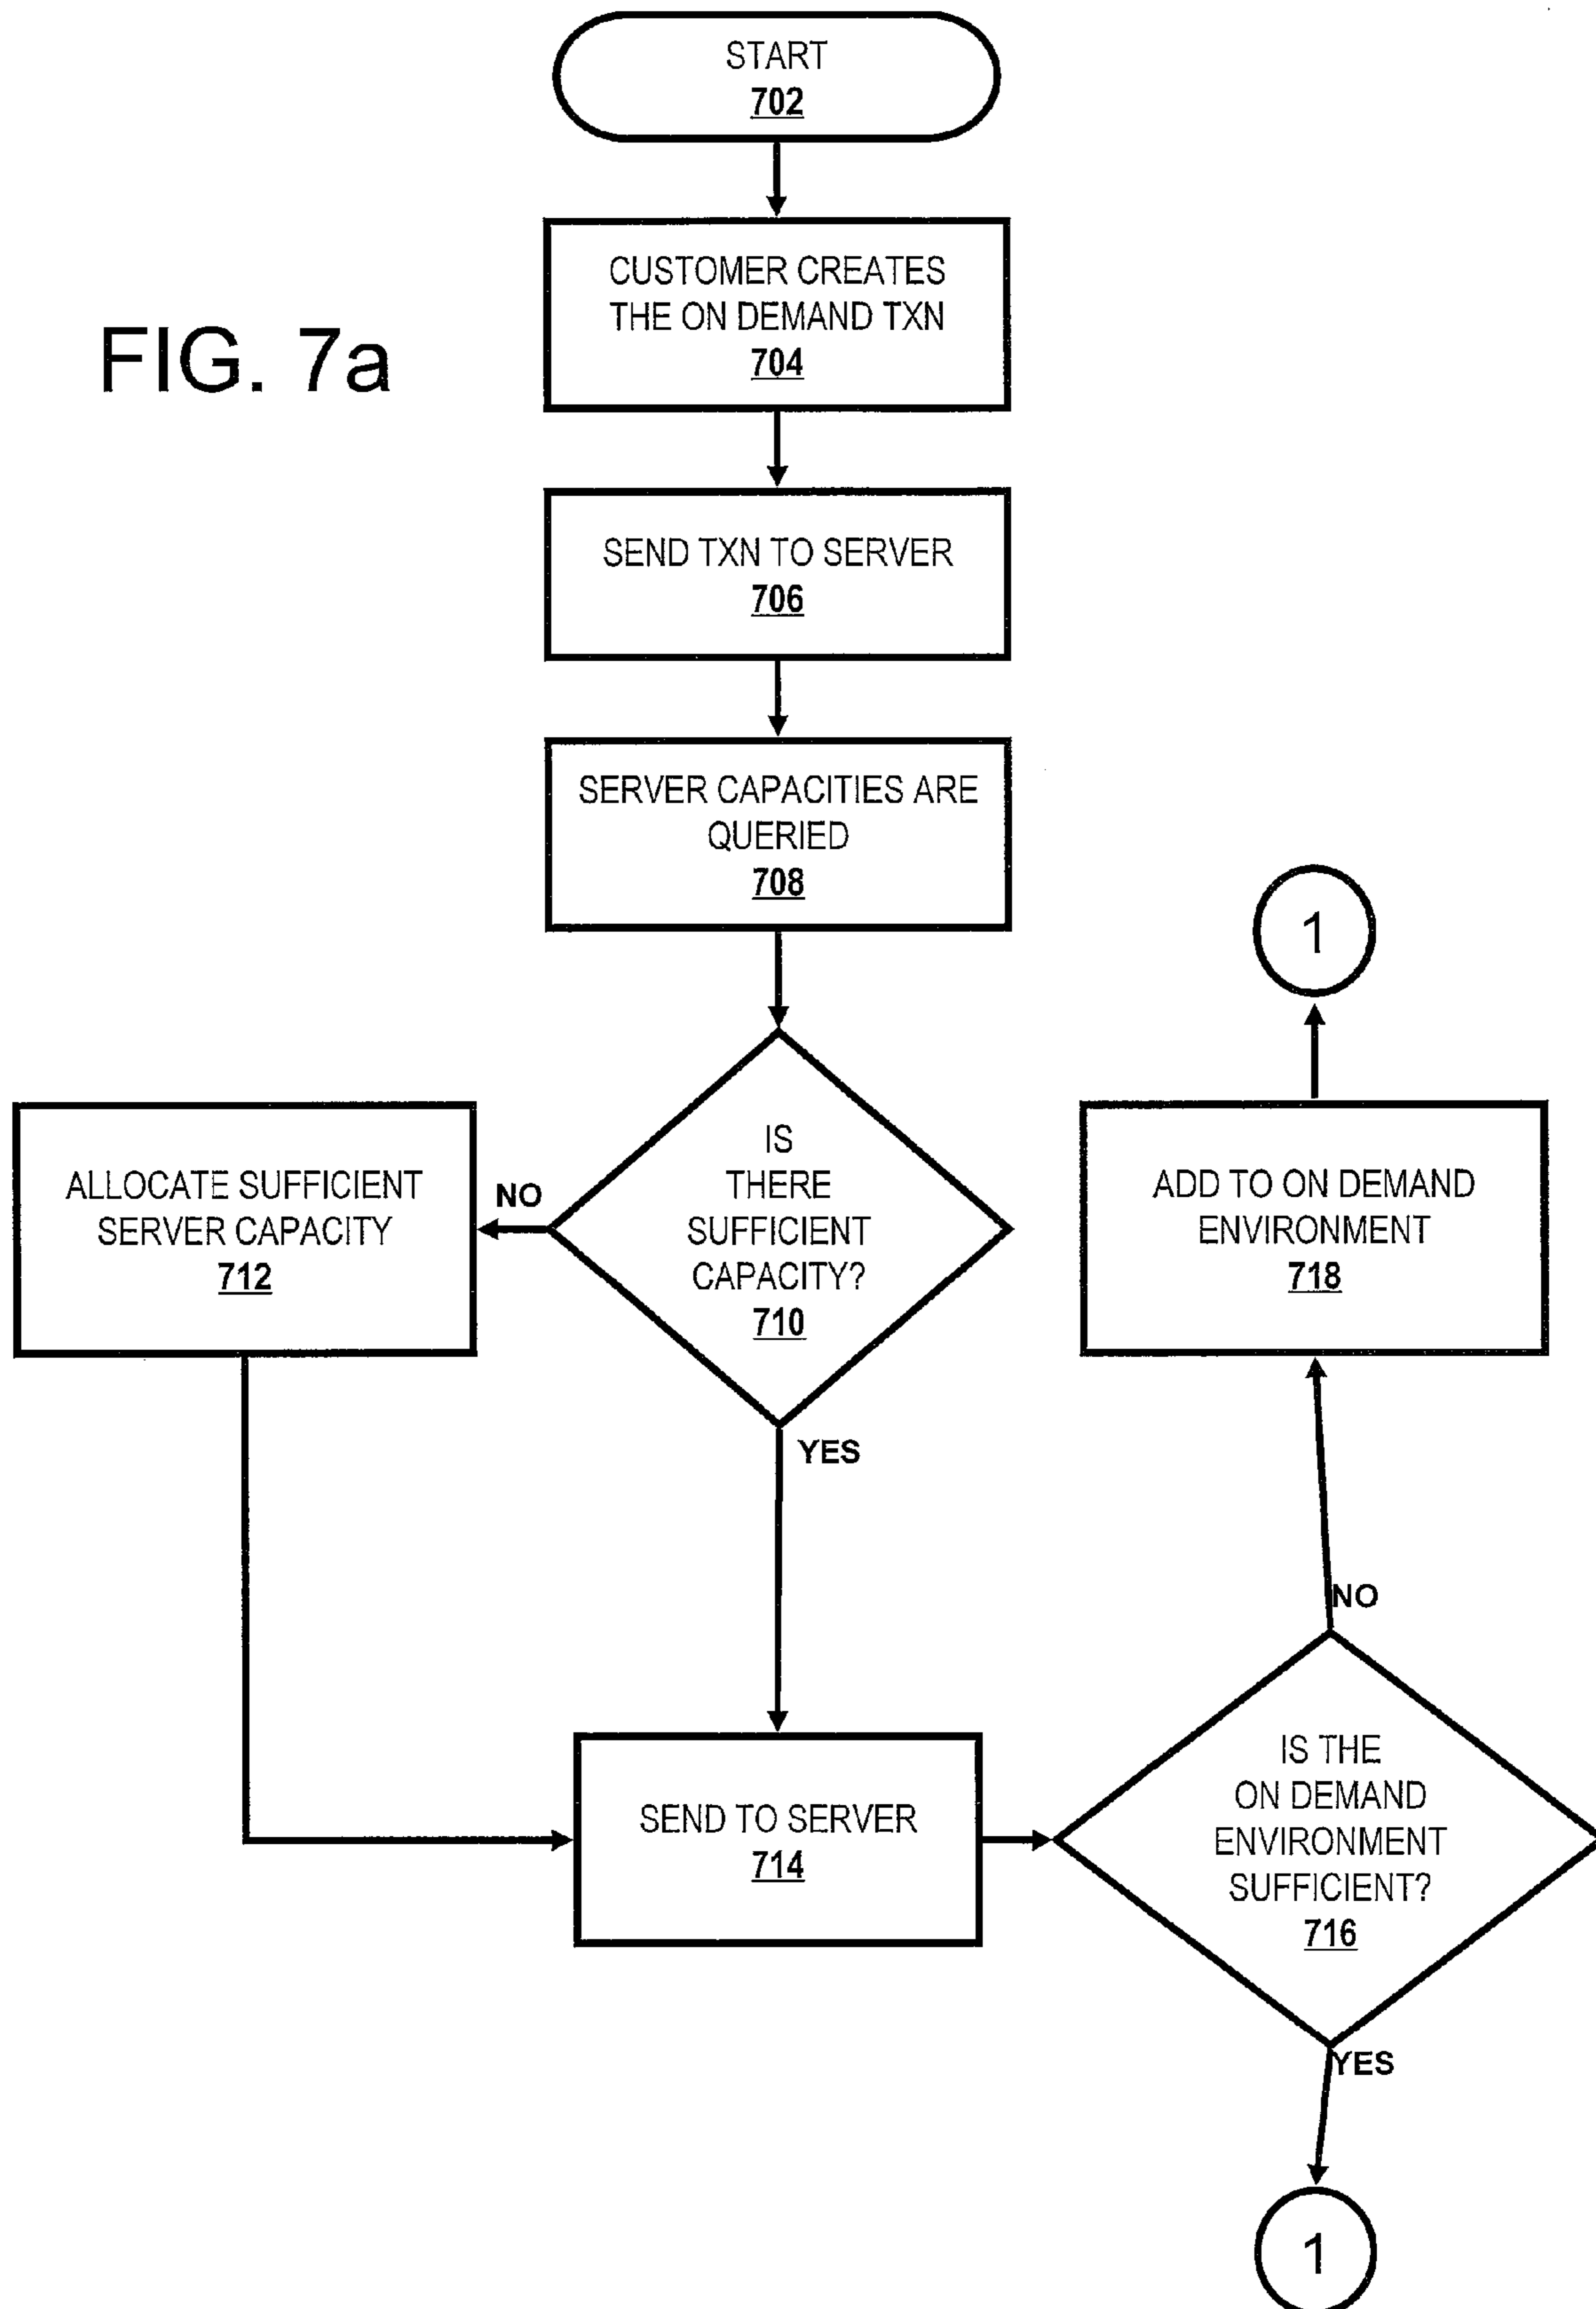 START
702
FIG. 7a
CUSTOMER CREATES
THE ON DEMAND TXN
704
SEND TXN TO SERVER
706
SERVER CAPACITIES ARE
QUERIED
708
1
IS
THERE
SUFFICIENT
CAPACITY?
710
NO
YES
ALLOCATE SUFFICIENT
SERVER CAPACITY
712
ADD TO ON DEMAND
ENVIRONMENT
718
SEND TO SERVER
714
NO
IS THE
ON DEMAND
ENVIRONMENT
SUFFICIENT?
716
YES
1